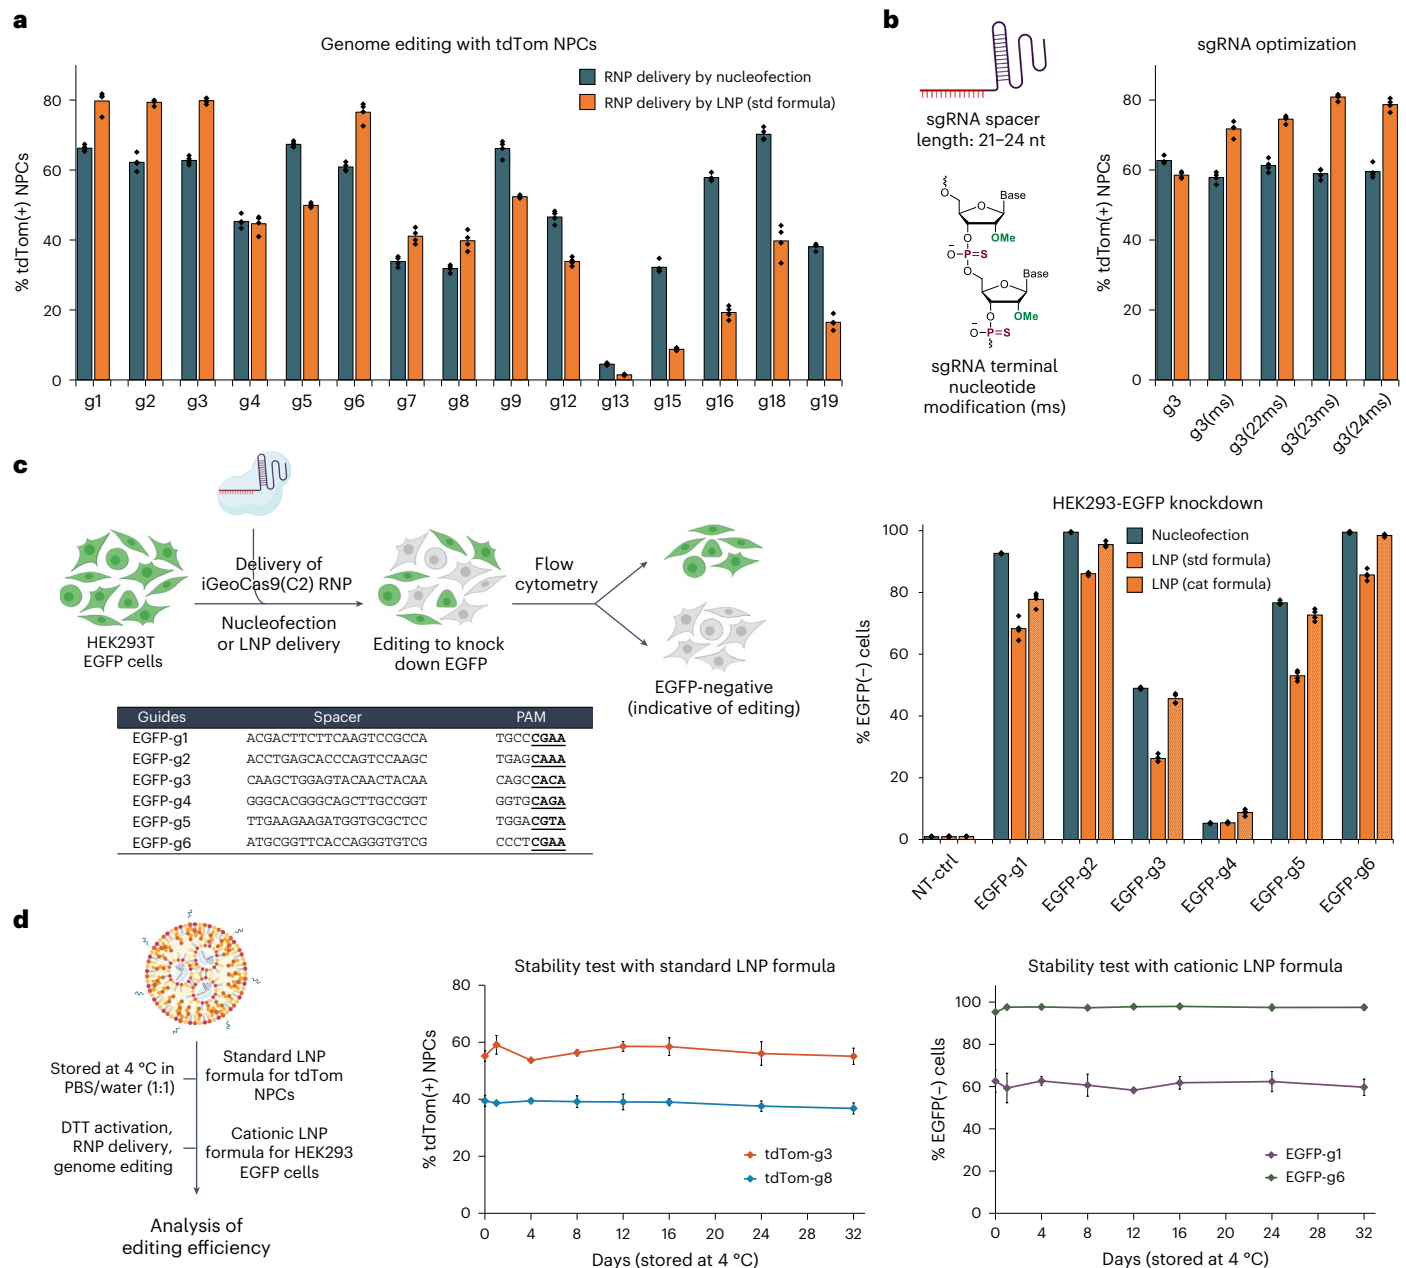 a
Genome editing with tdTom NPCs
RNP delivery by nucleofection
RNP delivery by LNP (std formula)
% tdTom(+) NPCs
80
60
40
20
0
g1 g2 g3 g4 g5 g6 g7 g8 g9 g12 g13 g15 g16 g18 g19
b
sgRNA spacer
length: 21–24 nt
O
Base
O
OMe
O
−
O P=S
O
Base
O
OMe
O
−
O P=S
sgRNA terminal
nucleotide
modification (ms)
sgRNA optimization
% tdTom(+) NPCs
80
60
40
20
0
g3 g3(ms) g3(22ms) g3(23ms) g3(24ms)
c
HEK293T
EGFP cells
Delivery of
iGeoCas9(C2) RNP
Nucleofection
or LNP delivery
Editing to knock
down EGFP
Flow
cytometry
EGFP-negative
(indicative of editing)
Guides Spacer PAM
EGFP-g1 ACGACTTCTTCAAGTCCGCCA TGCCCGAA
EGFP-g2 ACCTGAGCACCCAGTCCAAGC TGAGCAAA
EGFP-g3 CAAGCTGGAGTACAACTACAA CAGCCACA
EGFP-g4 GGGCACGGGCAGCTTGCCGGT GGTGCAGA
EGFP-g5 TTGAAGAAGATGGTGCGCTCC TGGACGTA
EGFP-g6 ATGCGGTTCACCAGGGTGTCG CCCTCGAA
HEK293-EGFP knockdown
Nucleofection
LNP (std formula)
LNP (cat formula)
% EGFP(−) cells
100
80
60
40
20
0
NT-ctrl EGFP-g1 EGFP-g2 EGFP-g3 EGFP-g4 EGFP-g5 EGFP-g6
d
Stored at 4 °C in
PBS/water (1:1)
Standard LNP
formula for tdTom
NPCs
DTT activation,
RNP delivery,
genome editing
Cationic LNP
formula for HEK293
EGFP cells
Analysis of
editing efficiency
Stability test with standard LNP formula
% tdTom(+) NPCs
80
60
40
20
0
tdTom-g3
tdTom-g8
0 4 8 12 16 20 24 28 32
Days (stored at 4 °C)
Stability test with cationic LNP formula
% EGFP(−) cells
100
80
60
40
20
0
EGFP-g1
EGFP-g6
0 4 8 12 16 20 24 28 32
Days (stored at 4 °C)